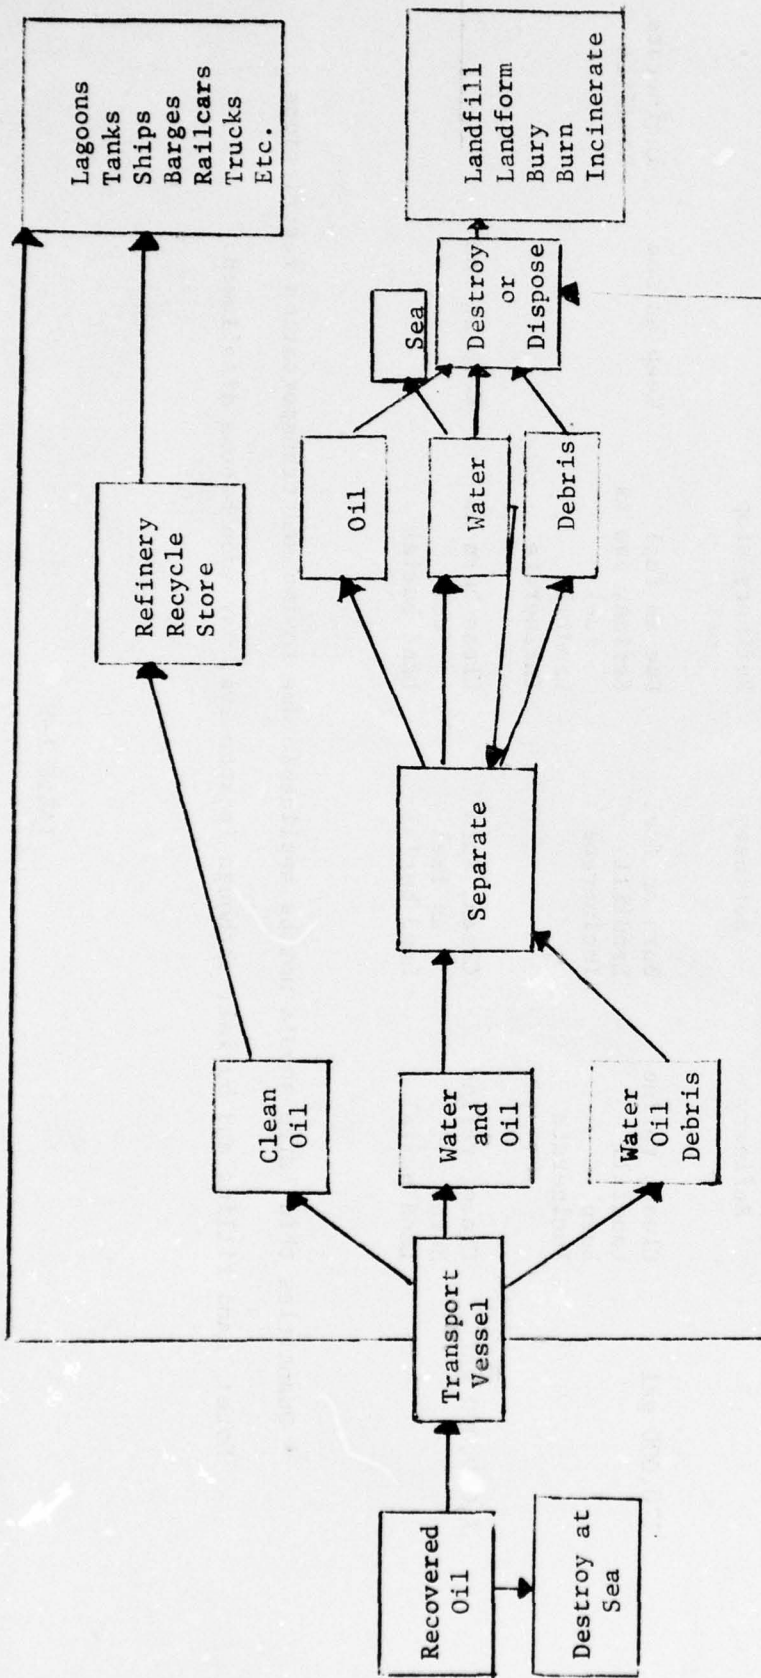 Recovered
Oil
Destroy at
Sea
Transport
Vessel
Clean
Oil
Water
and
Oil
Water
Oil
Debris
Separate
Refinery
Recycle
Store
Oil
Water
Debris
Sea
Destroy
or
Dispose
Lagoons
Tanks
Ships
Barges
Railcars
Trucks
Etc.
Landfill
Landform
Bury
Burn
Incinerate